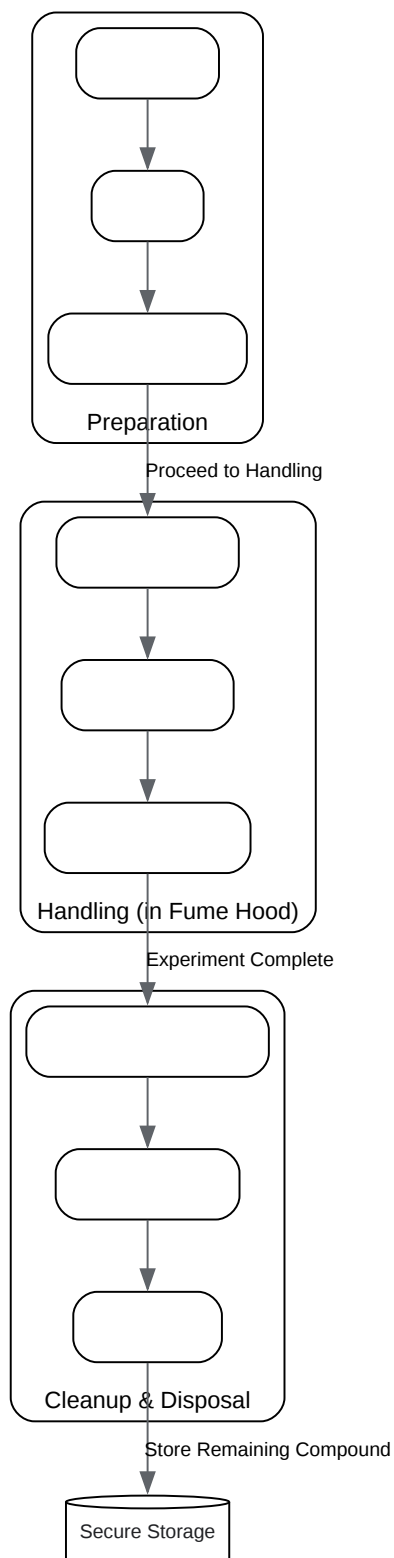 Preparation
Proceed to Handling
Handling (in Fume Hood)
Experiment Complete
Cleanup & Disposal
Store Remaining Compound
Secure Storage